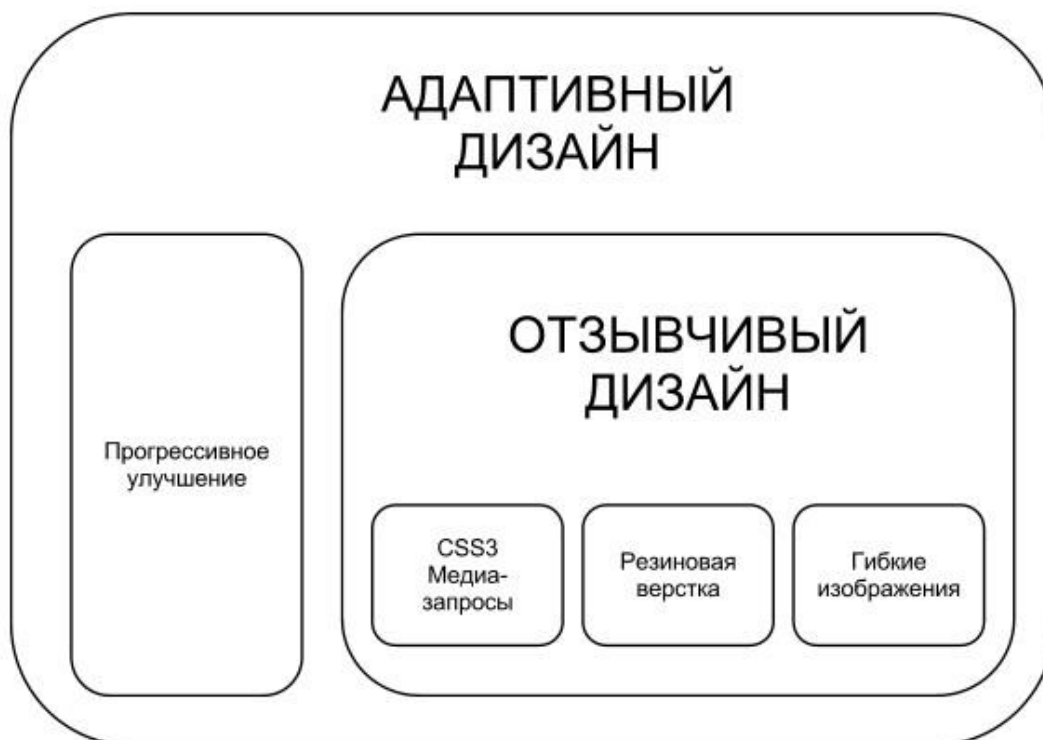 АДАПТИВНЫЙ
ДИЗАЙН
ОТЗЫВЧИВЫЙ
ДИЗАЙН
Прогрессивное
улучшение
CSS3
Медиа-
запросы
Резиновая
верстка
Гибкие
изображения